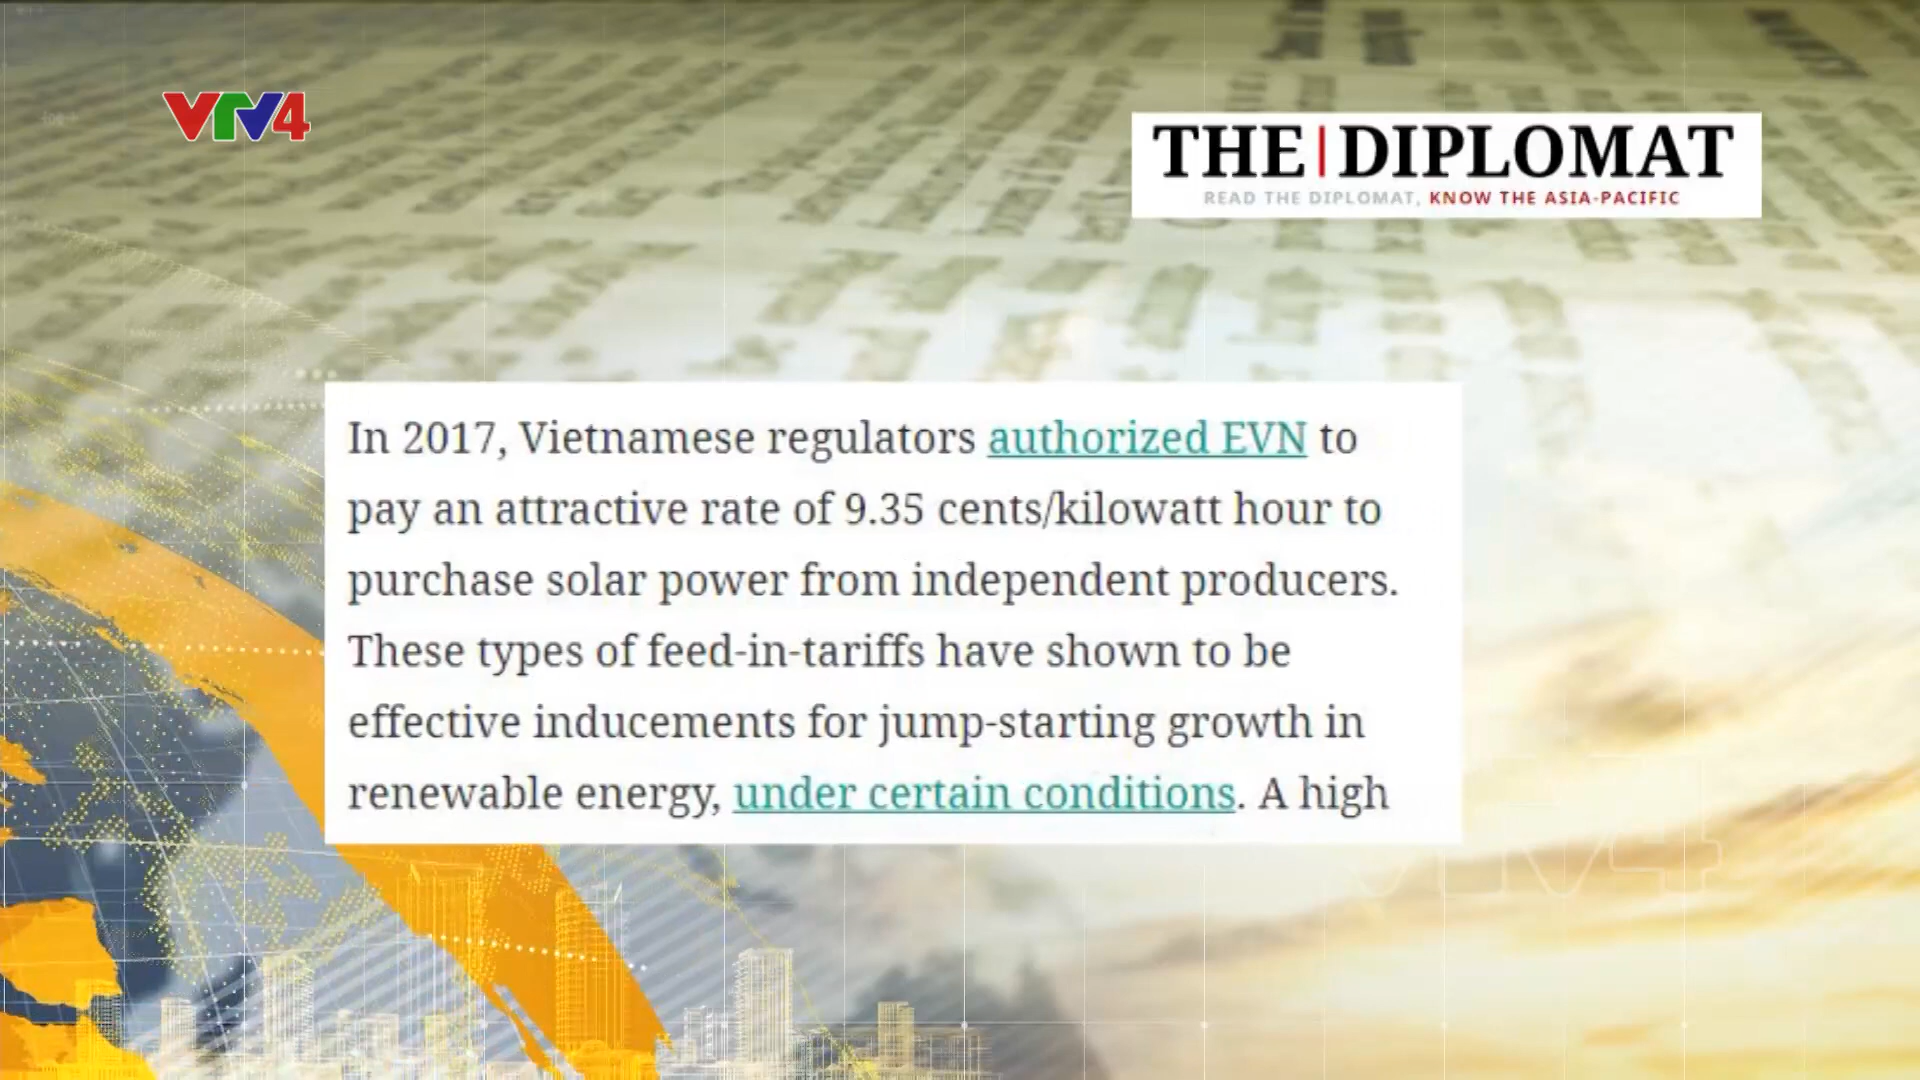 VTV4
THE|DIPLOMAT
READ THE DIPLOMAT, KNOW THE ASIA-PACIFIC
In 2017, Vietnamese regulators authorized EVN to
pay an attractive rate of 9.35 cents/kilowatt hour to
purchase solar power from independent producers.
These types of feed-in-tariffs have shown to be
effective inducements for jump-starting growth in
renewable energy, under certain conditions. A high
VTV4